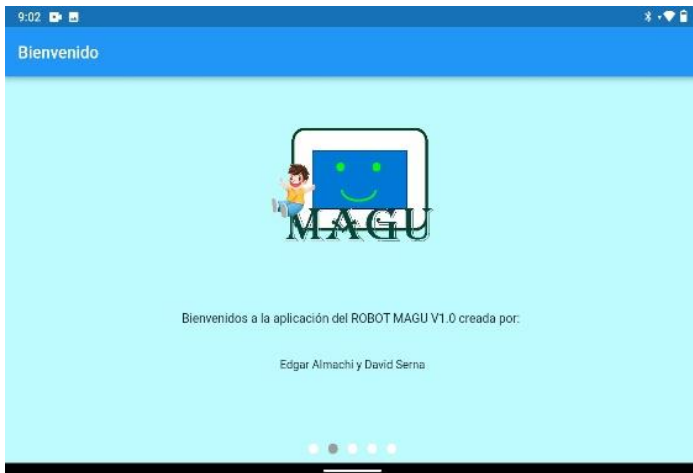 9:02
Bienvenido
MAGU
Bienvenidos a la aplicación del ROBOT MAGU V1.0 creada por:
Edgar Almachi y David Serna